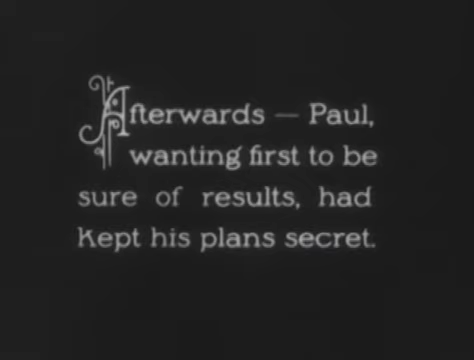 Afterwards — Paul,
wanting first to be
sure of results, had
kept his plans secret.